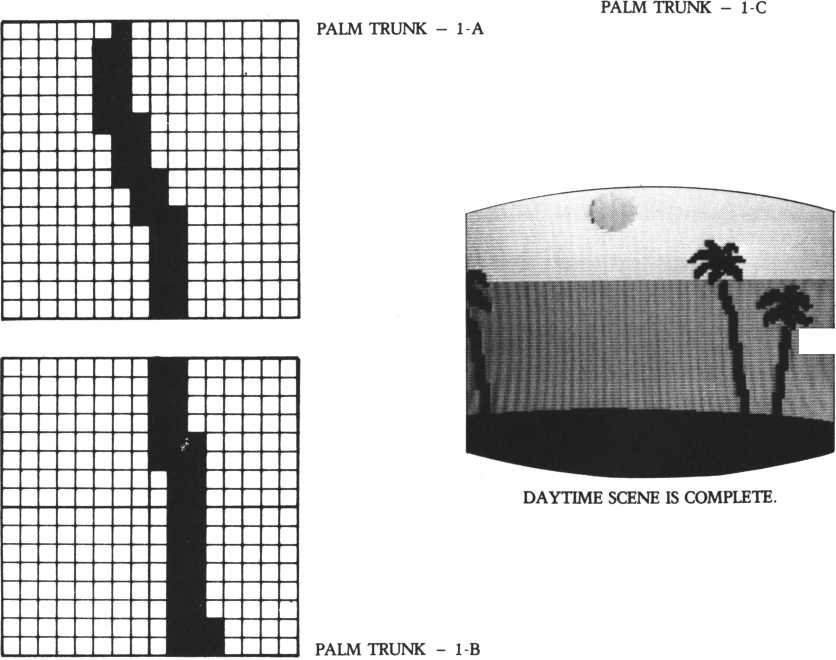 PALM TRUNK – 1-C
PALM TRUNK – 1-A
DAYTIME SCENE IS COMPLETE.
PALM TRUNK – 1-B